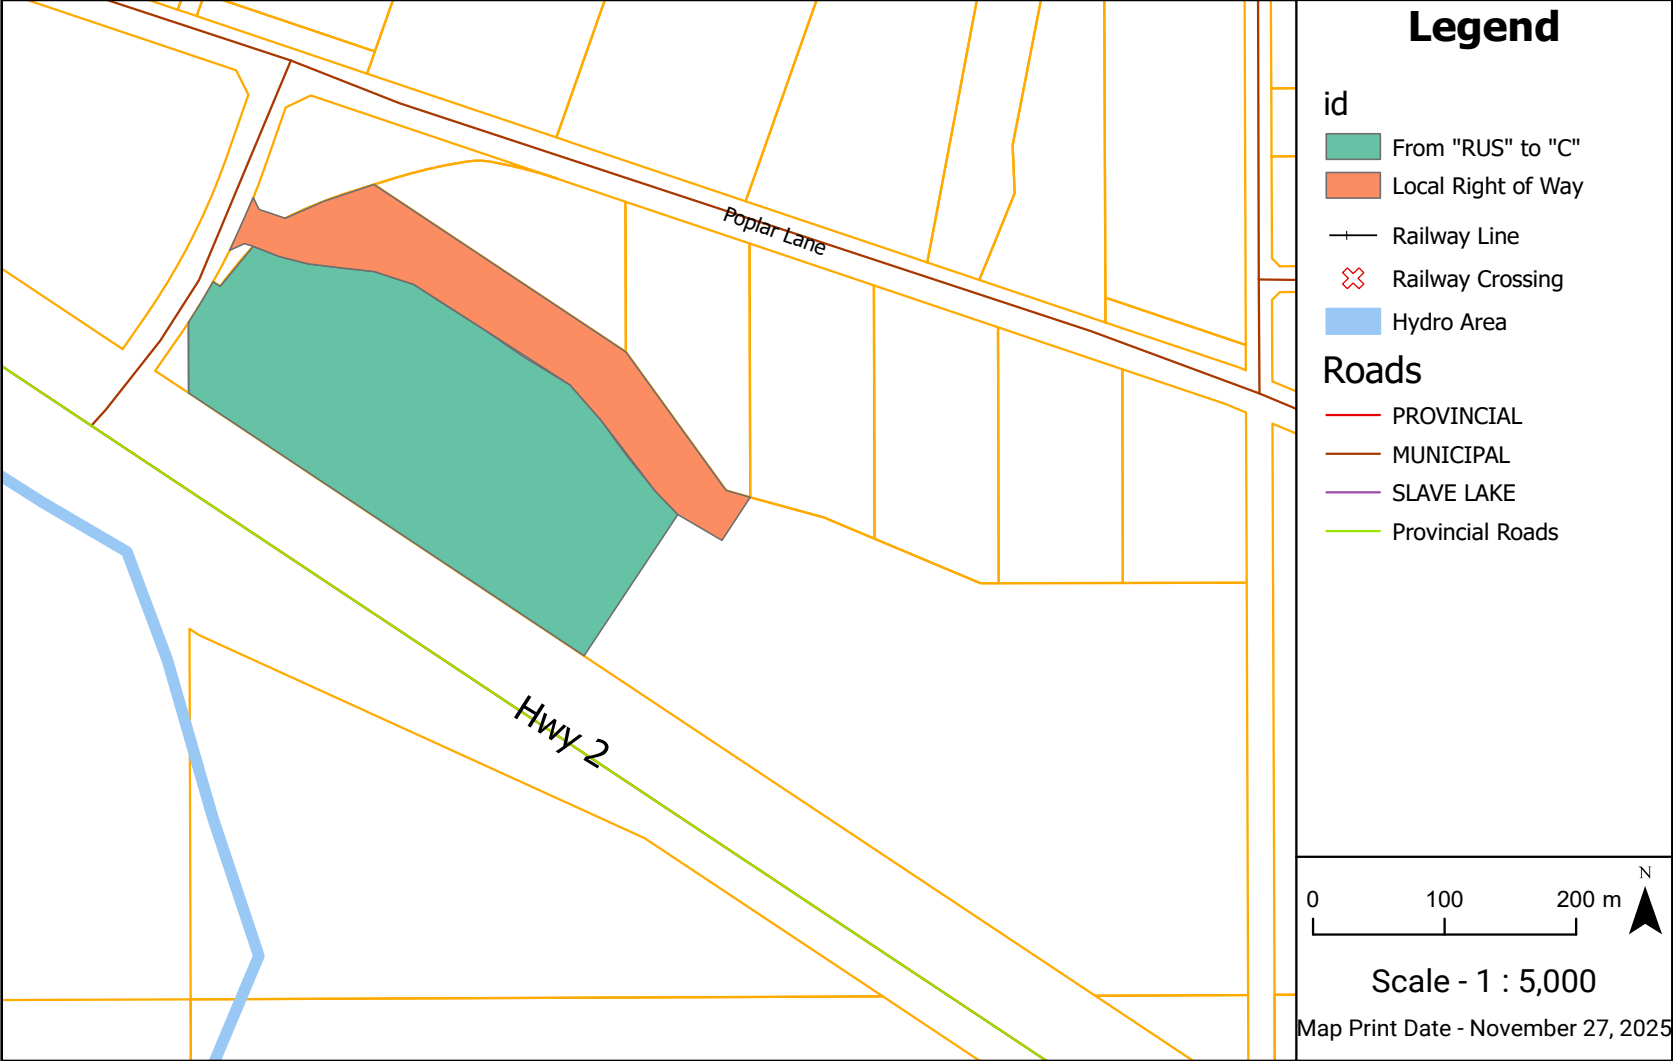 Poplar Lane
Hwy 2
Legend
id
From "RUS" to "C"
Local Right of Way
Railway Line
Railway Crossing
Hydro Area
Roads
PROVINCIAL
MUNICIPAL
SLAVE LAKE
Provincial Roads
N
0 100 200 m
Scale - 1 : 5,000
Map Print Date - November 27, 2025